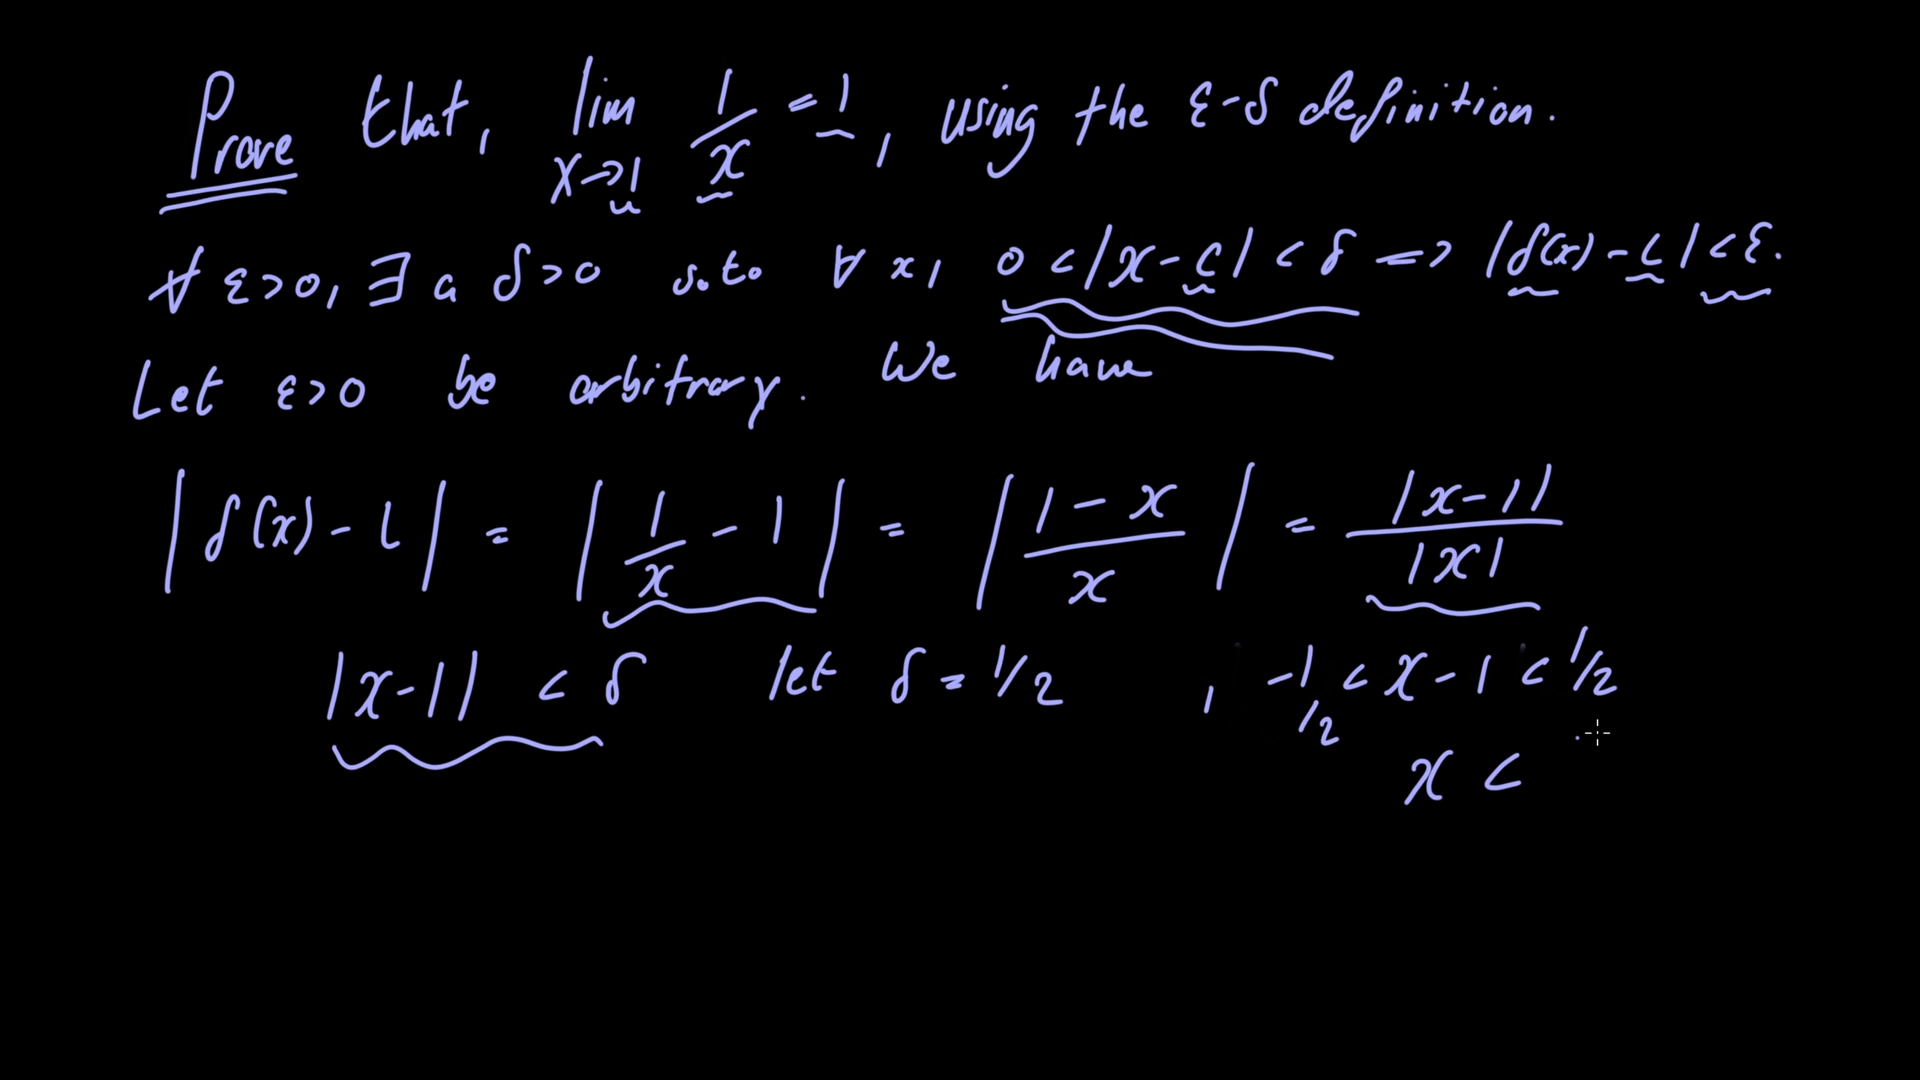 Prove that, lim x→1 1/x = 1, using the ε-δ definition.
∀ ε>0, ∃ a δ>0 s.t. ∀ x, 0 < |x-c| < δ => |f(x) - L| < ε.
Let ε>0 be arbitrary. We have
|f(x) - L| = |1/x - 1| = |(1-x)/x| = |x-1|/|x|
|x-1| < δ let δ = 1/2 , -1/2 < x-1 < 1/2
x <